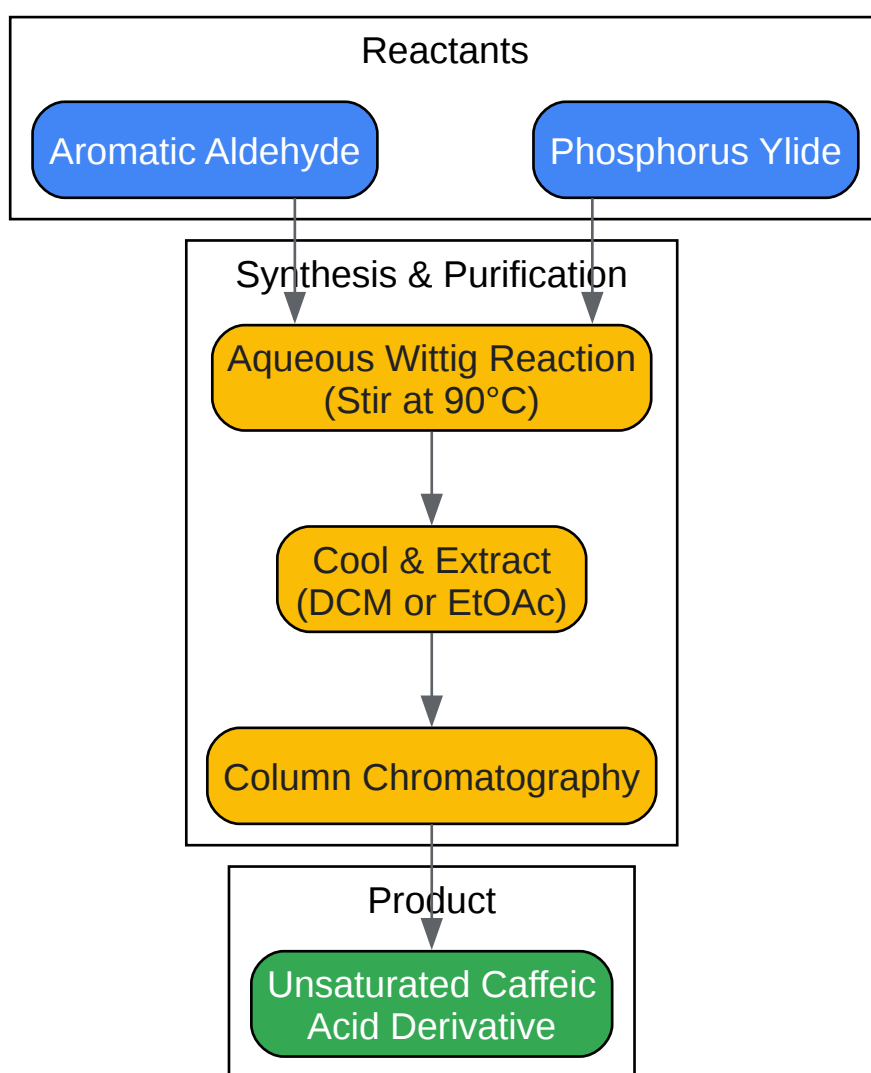 Reactants
Aromatic Aldehyde
Phosphorus Ylide
Synthesis & Purification
Aqueous Wittig Reaction
(Stir at 90°C)
Cool & Extract
(DCM or EtOAc)
Column Chromatography
Product
Unsaturated Caffeic
Acid Derivative